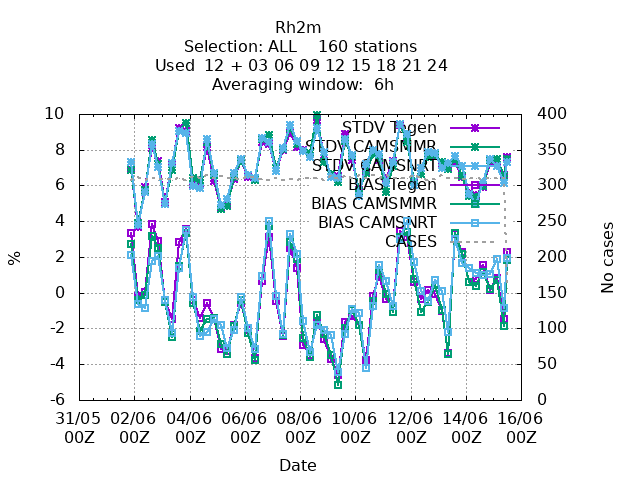 Rh2m
Selection: ALL    160 stations
Used  12 + 03 06 09 12 15 18 21 24
Averaging window:  6h
10
8
6
4
2
0
-2
-4
-6
%
400
350
300
250
200
150
100
50
0
No cases
STDV Tegen
STDV CAMSMMR
STDV CAMSNRT
BIAS Tegen
BIAS CAMSMMR
BIAS CAMSNRT
CASES
31/05 02/06 04/06 06/06 08/06 10/06 12/06 14/06 16/06
00Z 00Z 00Z 00Z 00Z 00Z 00Z 00Z 00Z
Date